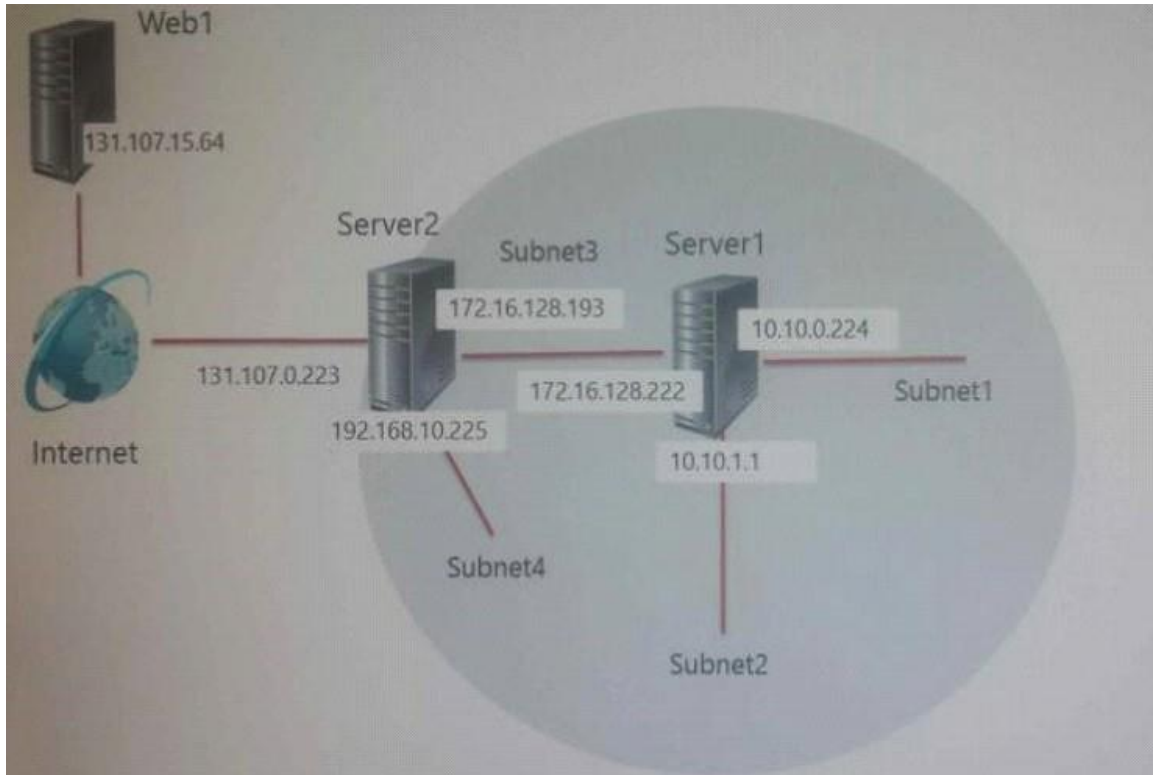 Web1
131.107.15.64
Server2
Subnet3
Server1
172.16.128.193
10.10.0.224
131.107.0.223
172.16.128.222
Subnet1
192.168.10.225
Internet
10.10.1.1
Subnet4
Subnet2